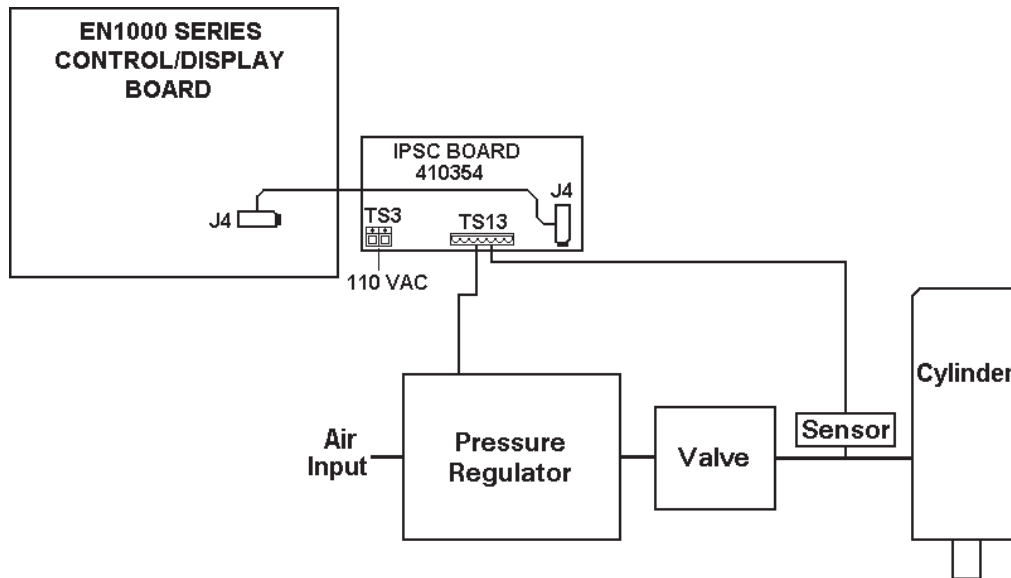 EN1000 SERIES
CONTROL/DISPLAY
BOARD
IPSC BOARD
410354
J4
J4
TS3
TS13
110 VAC
Cylinder
Air
Input
Pressure
Regulator
Valve
Sensor